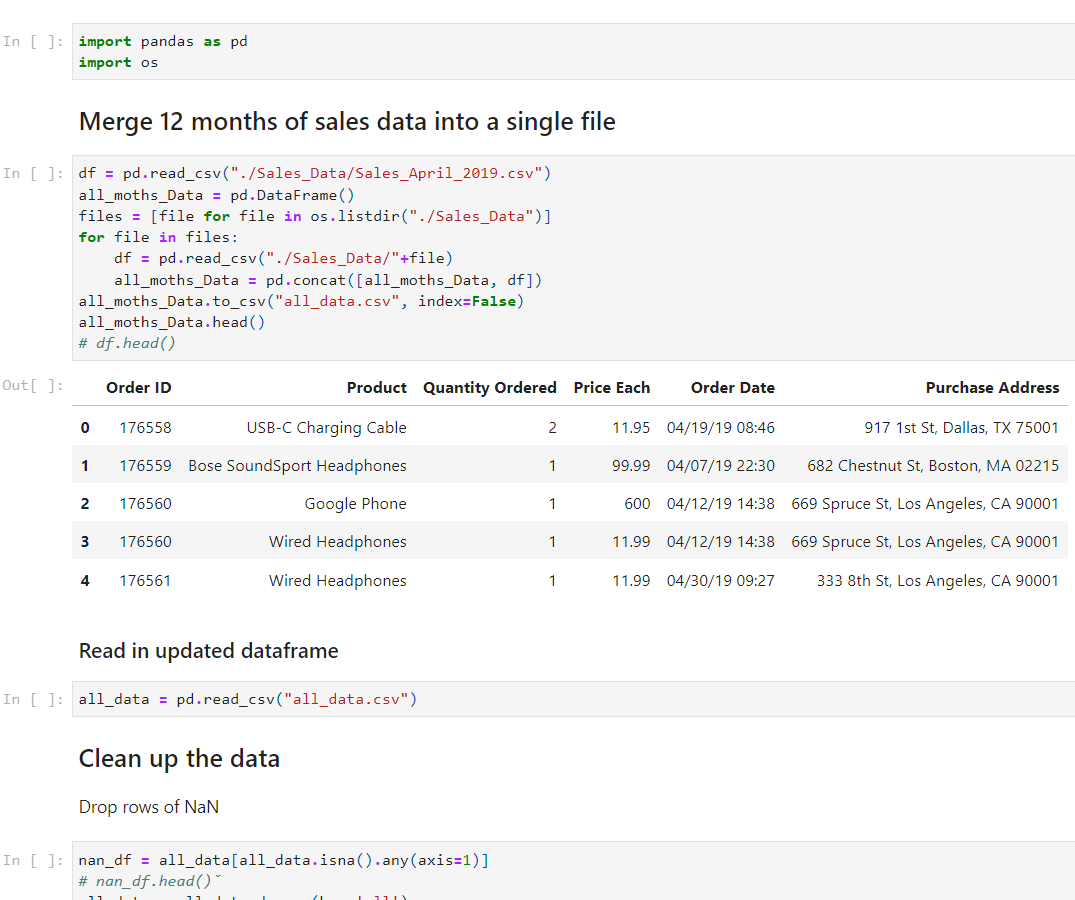 In [ ]: import pandas as pd
import os
Merge 12 months of sales data into a single file
In [ ]: df = pd.read_csv("./Sales_Data/Sales_April_2019.csv")
all_moths_Data = pd.DataFrame()
files = [file for file in os.listdir("./Sales_Data")]
for file in files:
    df = pd.read_csv("./Sales_Data/"+file)
    all_moths_Data = pd.concat([all_moths_Data, df])
all_moths_Data.to_csv("all_data.csv", index=False)
all_moths_Data.head()
# df.head()
Out[ ]: Order ID Product Quantity Ordered Price Each Order Date Purchase Address
0 176558 USB-C Charging Cable 2 11.95 04/19/19 08:46 917 1st St, Dallas, TX 75001
1 176559 Bose SoundSport Headphones 1 99.99 04/07/19 22:30 682 Chestnut St, Boston, MA 02215
2 176560 Google Phone 1 600 04/12/19 14:38 669 Spruce St, Los Angeles, CA 90001
3 176560 Wired Headphones 1 11.99 04/12/19 14:38 669 Spruce St, Los Angeles, CA 90001
4 176561 Wired Headphones 1 11.99 04/30/19 09:27 333 8th St, Los Angeles, CA 90001
Read in updated dataframe
In [ ]: all_data = pd.read_csv("all_data.csv")
Clean up the data
Drop rows of NaN
In [ ]: nan_df = all_data[all_data.isna().any(axis=1)]
# nan_df.head()ˇ